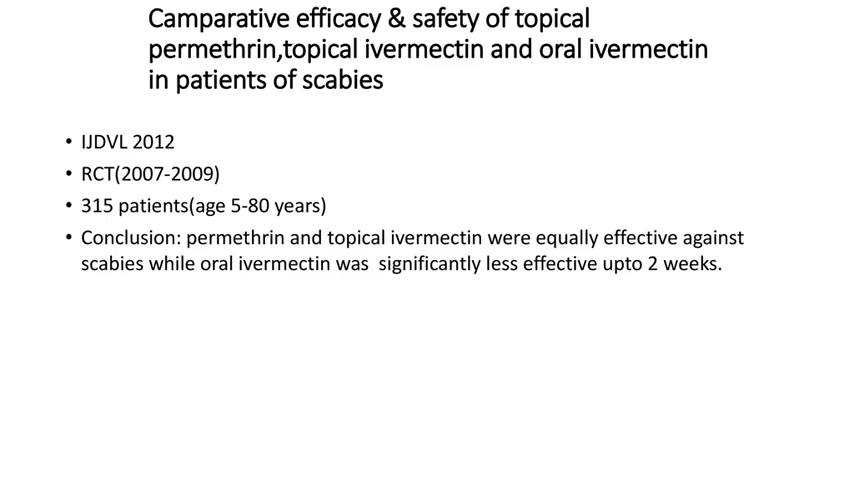 Camparative efficacy & safety of topical
permethrin,topical ivermectin and oral ivermectin
in patients of scabies
• IJDVL 2012
• RCT(2007-2009)
• 315 patients(age 5-80 years)
• Conclusion: permethrin and topical ivermectin were equally effective against
scabies while oral ivermectin was  significantly less effective upto 2 weeks.